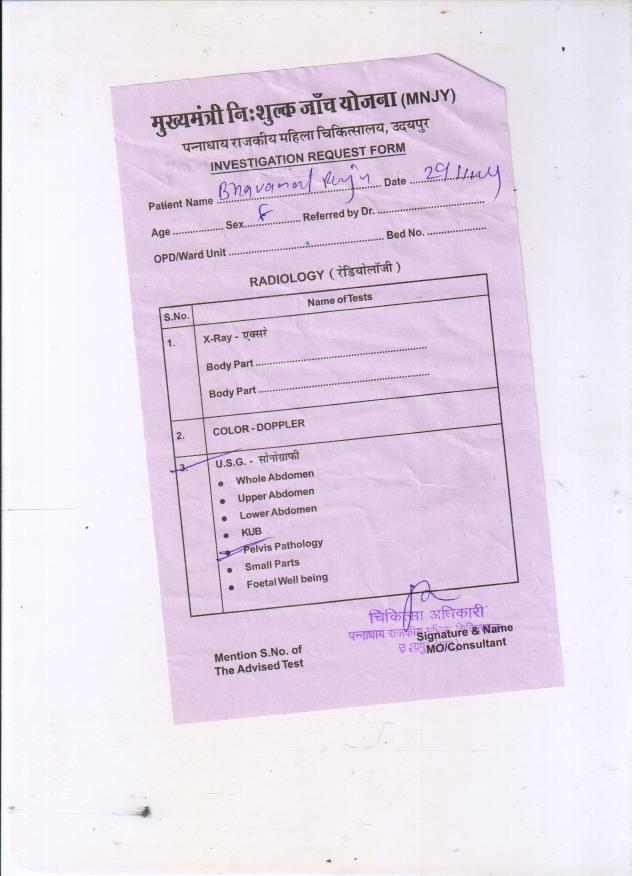 मुख्यमंत्री नि:शुल्क जाँच योजना (MNJY)
पन्नाधाय राजकीय महिला चिकित्सालय, उदयपुर
INVESTIGATION REQUEST FORM
Patient Name ........ Date ........
Age ................ Sex ........ Referred by Dr. ................................
OPD/Ward Unit ................................................ Bed No. ..................
RADIOLOGY ( रेडियोलॉजी )
S.No. Name of Tests
1. X-Ray - एक्सरे
Body Part ....................................................
Body Part ....................................................
2. COLOR - DOPPLER
3. U.S.G. - सोनोग्राफी
• Whole Abdomen
• Upper Abdomen
• Lower Abdomen
• KUB
• Pelvis Pathology
• Small Parts
• Foetal Well being
चिकित्सा अधिकारी
पन्नाधाय राजकीय महिला
Signature & Name
MO/Consultant
Mention S.No. of
The Advised Test